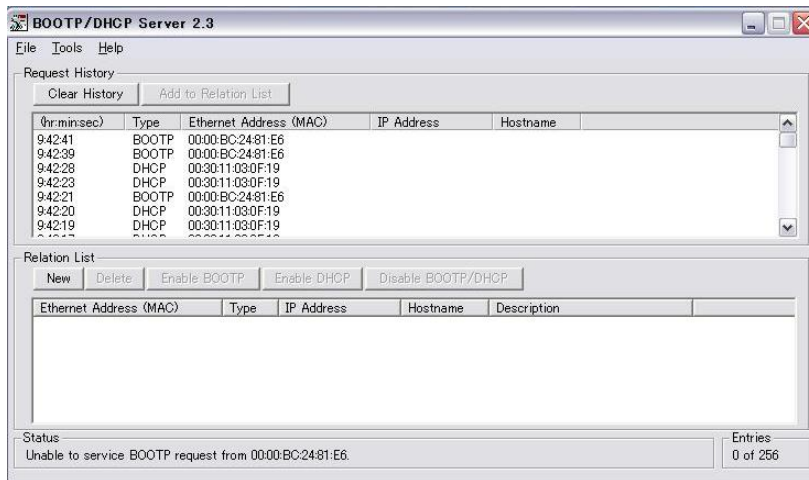 BOOTP/DHCP Server 2.3
File Tools Help
Request History
Clear History Add to Relation List
(hr:min:sec) Type Ethernet Address (MAC) IP Address Hostname
9:42:41 BOOTP 00:00:BC:24:81:E6
9:42:39 BOOTP 00:00:BC:24:81:E6
9:42:28 DHCP 00:30:11:03:0F:19
9:42:23 DHCP 00:30:11:03:0F:19
9:42:21 BOOTP 00:00:BC:24:81:E6
9:42:20 DHCP 00:30:11:03:0F:19
9:42:19 DHCP 00:30:11:03:0F:19
Relation List
New Delete Enable BOOTP Enable DHCP Disable BOOTP/DHCP
Ethernet Address (MAC) Type IP Address Hostname Description
Status
Unable to service BOOTP request from 00:00:BC:24:81:E6.
Entries
0 of 256